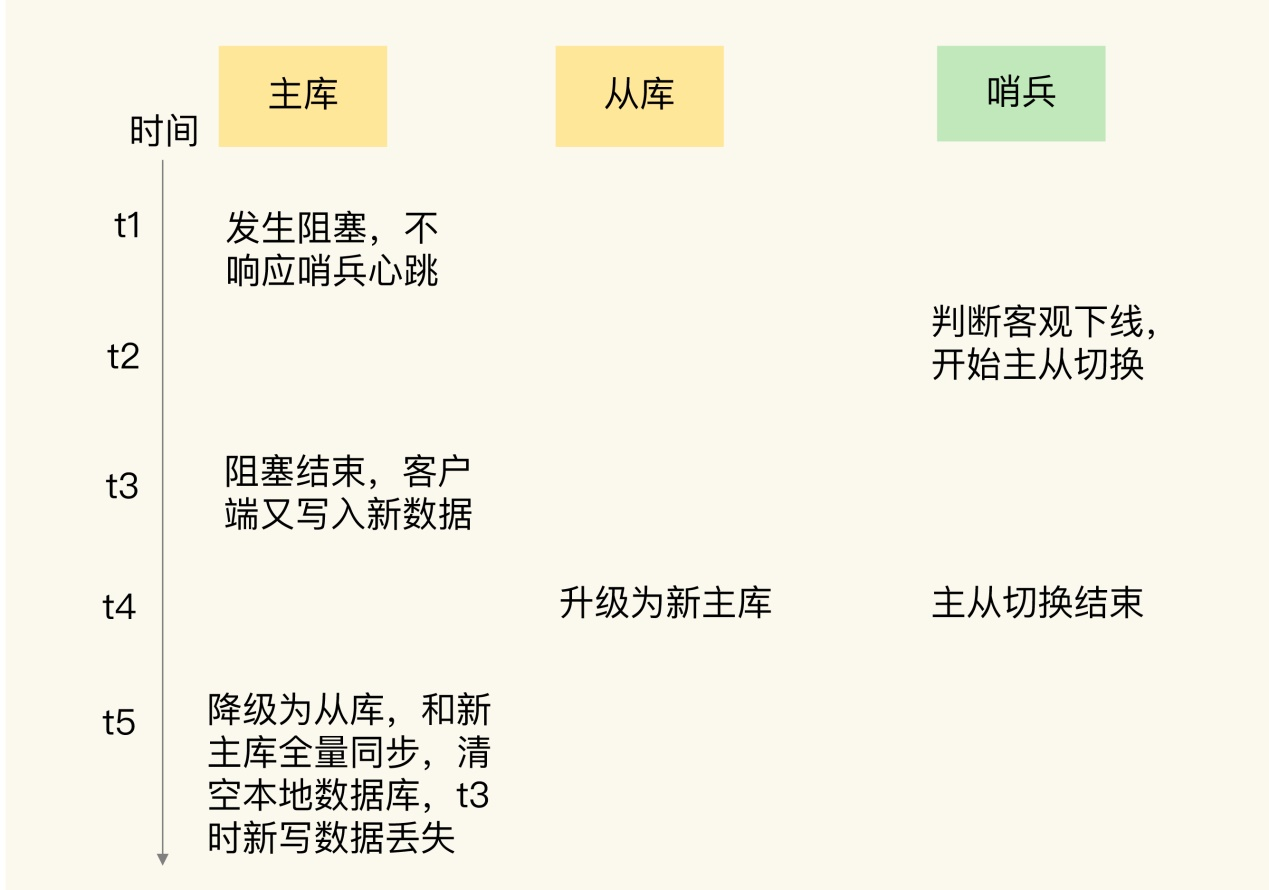 主库
从库
哨兵
时间
t1
发生阻塞，不
响应哨兵心跳
t2
判断客观下线，
开始主从切换
t3
阻塞结束，客户
端又写入新数据
t4
升级为新主库
主从切换结束
t5
降级为从库，和新
主库全量同步，清
空本地数据库，t3
时新写数据丢失